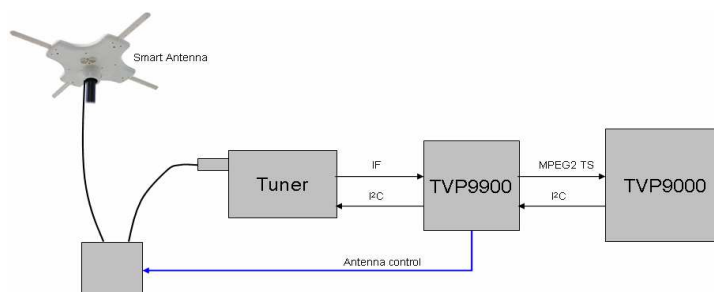 Smart Antenna
Tuner
IF
I²C
TVP9900
MPEG2 TS
I²C
TVP9000
Antenna control